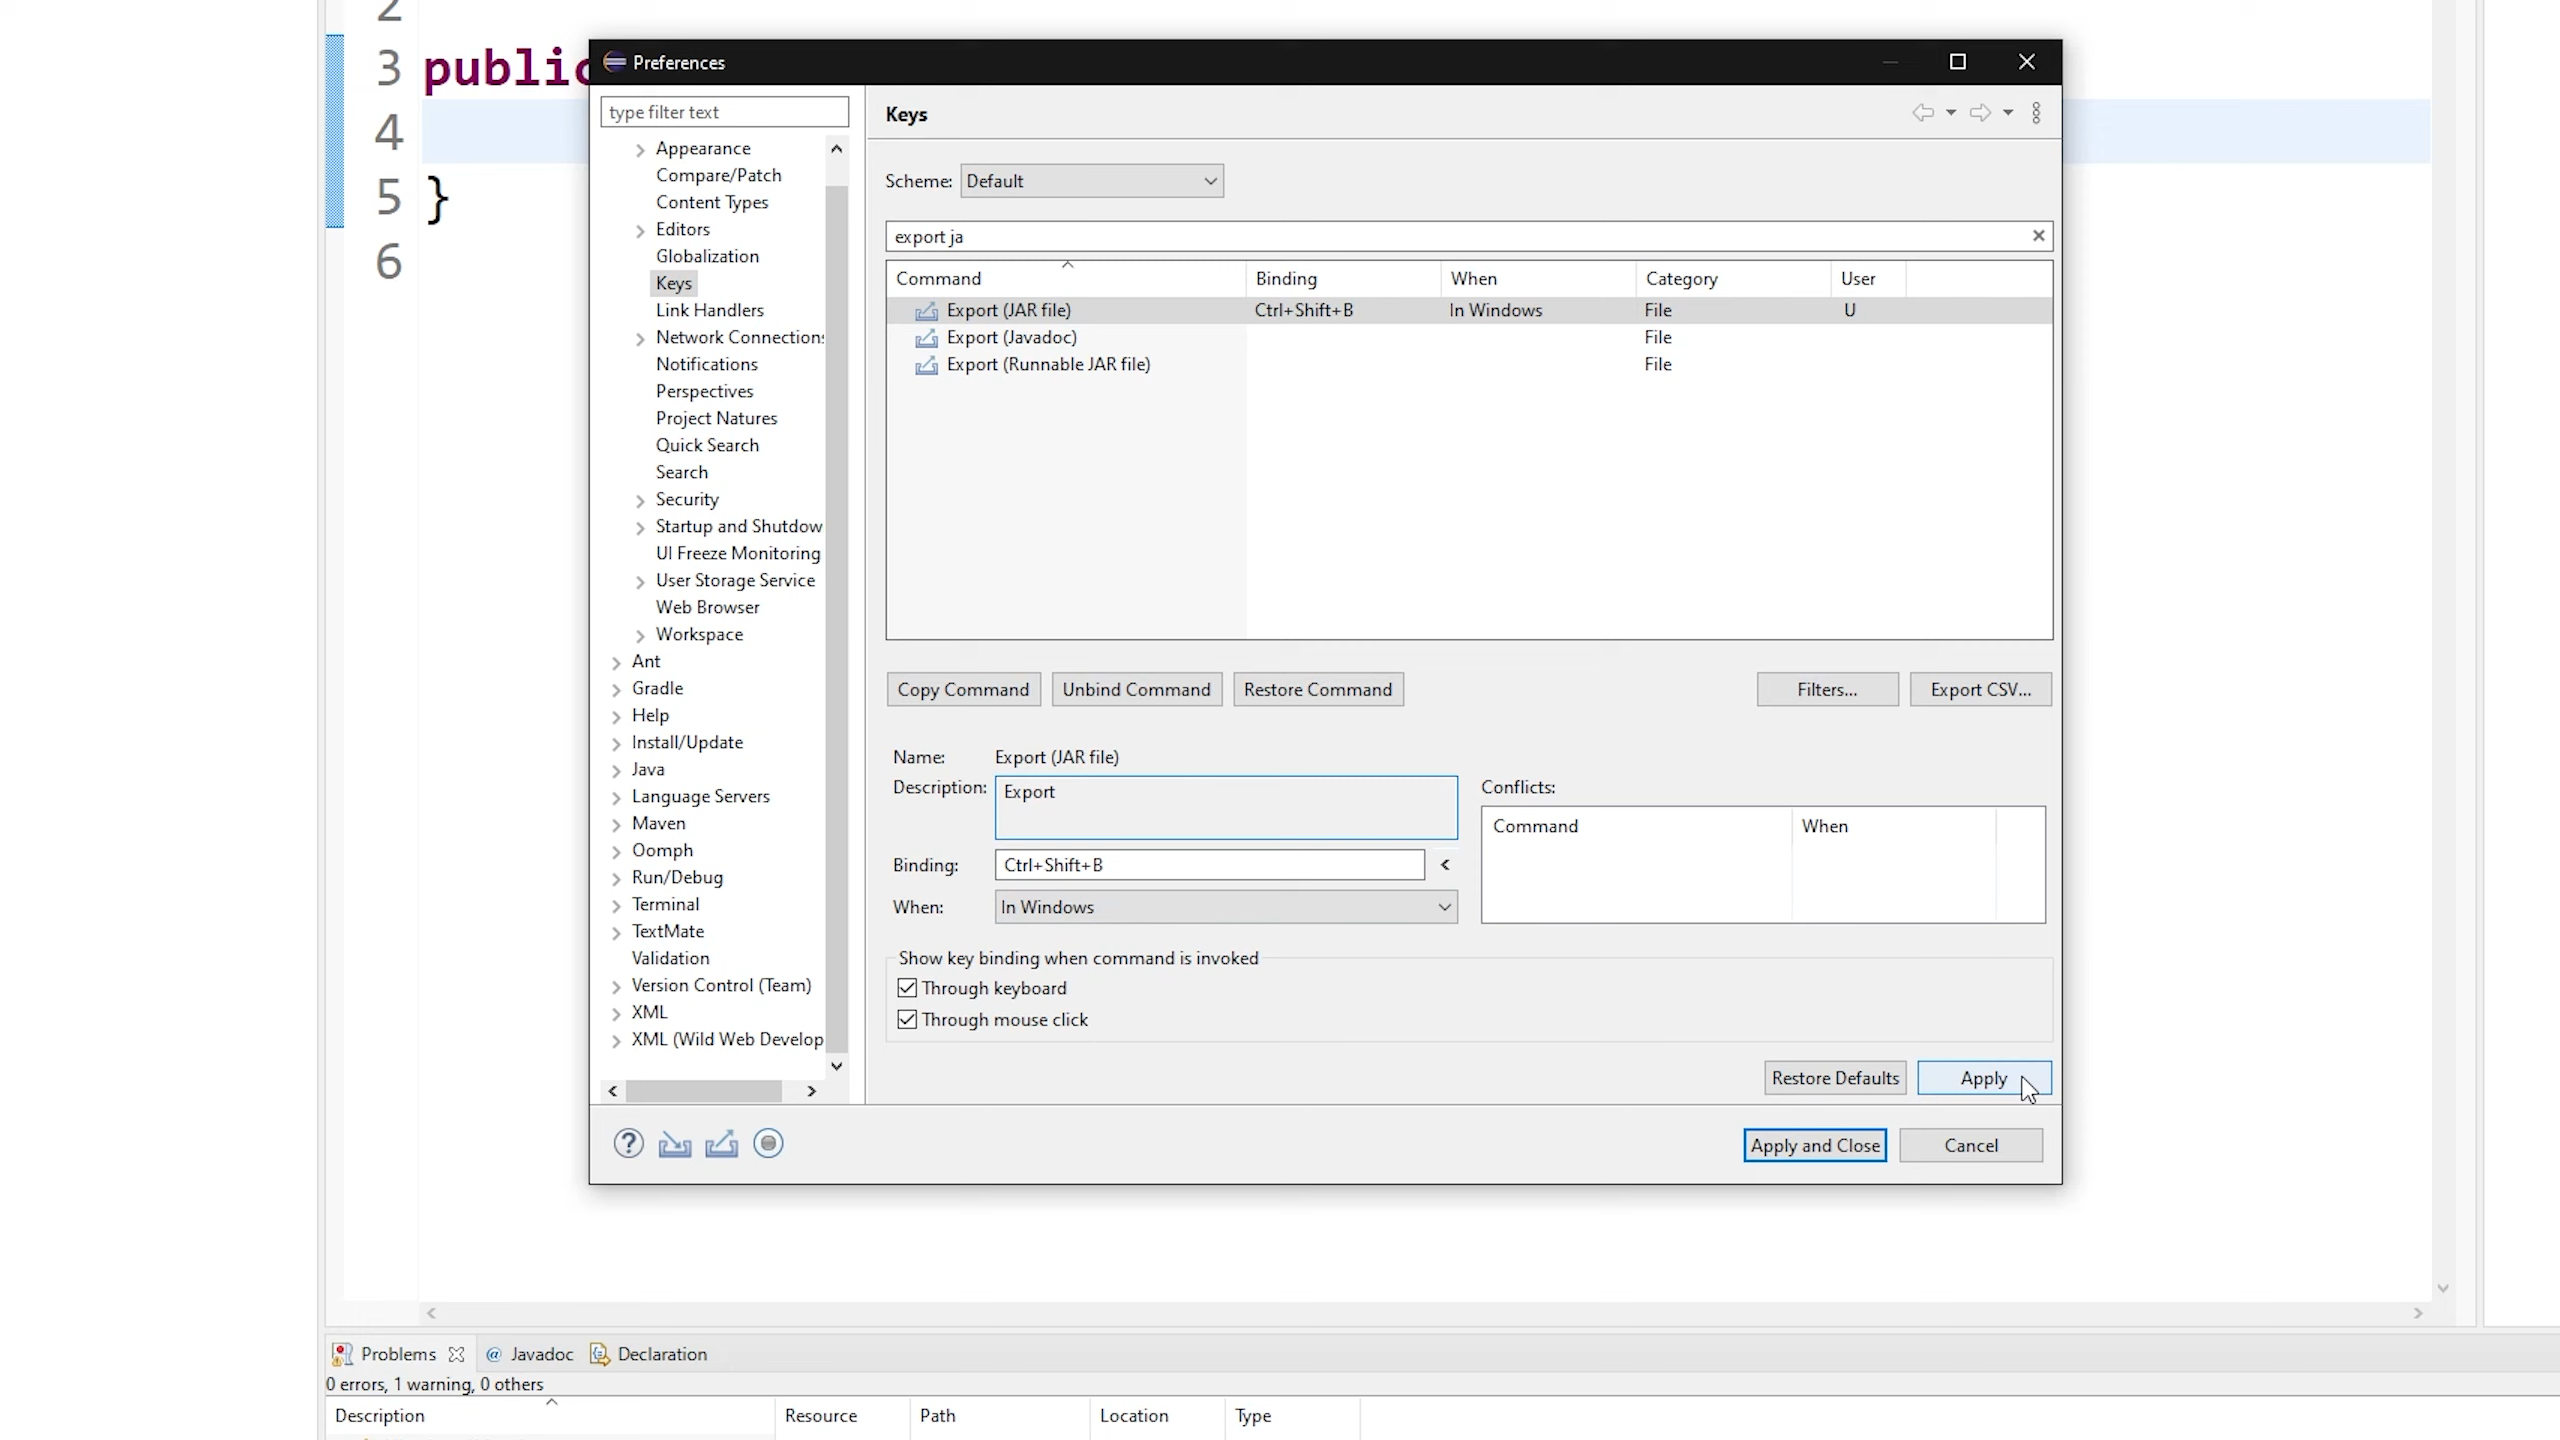 2
3 public
4
5 }
6
Preferences
type filter text
Appearance
Compare/Patch
Content Types
Editors
Globalization
Keys
Link Handlers
Network Connections
Notifications
Perspectives
Project Natures
Quick Search
Search
Security
Startup and Shutdow
UI Freeze Monitoring
User Storage Service
Web Browser
Workspace
Ant
Gradle
Help
Install/Update
Java
Language Servers
Maven
Oomph
Run/Debug
Terminal
TextMate
Validation
Version Control (Team)
XML
XML (Wild Web Develop
Keys
Scheme: Default
export ja
Command Binding When Category User
Export (JAR file) Ctrl+Shift+B In Windows File U
Export (Javadoc) File
Export (Runnable JAR file) File
Copy Command Unbind Command Restore Command Filters... Export CSV...
Name: Export (JAR file)
Description: Export
Binding: Ctrl+Shift+B
When: In Windows
Conflicts:
Command When
Show key binding when command is invoked
Through keyboard
Through mouse click
Restore Defaults Apply
Apply and Close Cancel
Problems @ Javadoc Declaration
0 errors, 1 warning, 0 others
Description Resource Path Location Type